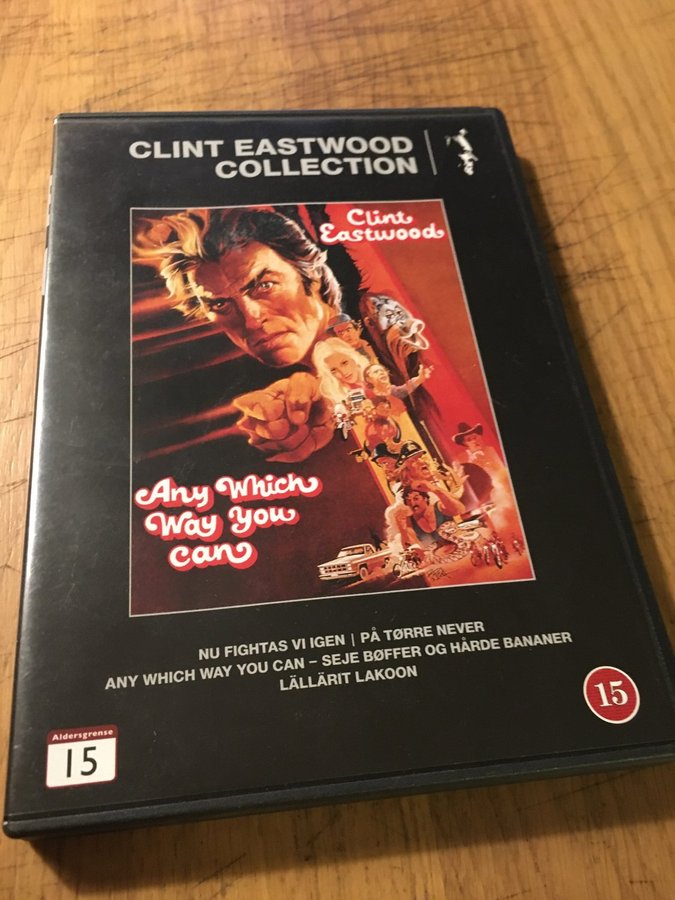 CLINT EASTWOOD
COLLECTION
Clint
Eastwood
Any Which
Way You
can
NU FIGHTAS VI IGEN | PÅ TØRRE NEVER
ANY WHICH WAY YOU CAN – SEJE BØFFER OG HÅRDE BANANER
LÄLLÄRIT LAKOON
Aldersgrense
15
15